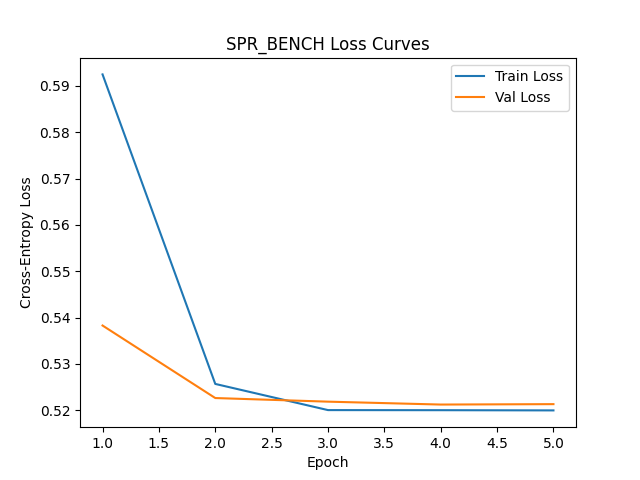 SPR_BENCH Loss Curves
Train Loss
Val Loss
0.59
0.58
0.57
0.56
0.55
0.54
0.53
0.52
Cross-Entropy Loss
1.0 1.5 2.0 2.5 3.0 3.5 4.0 4.5 5.0
Epoch